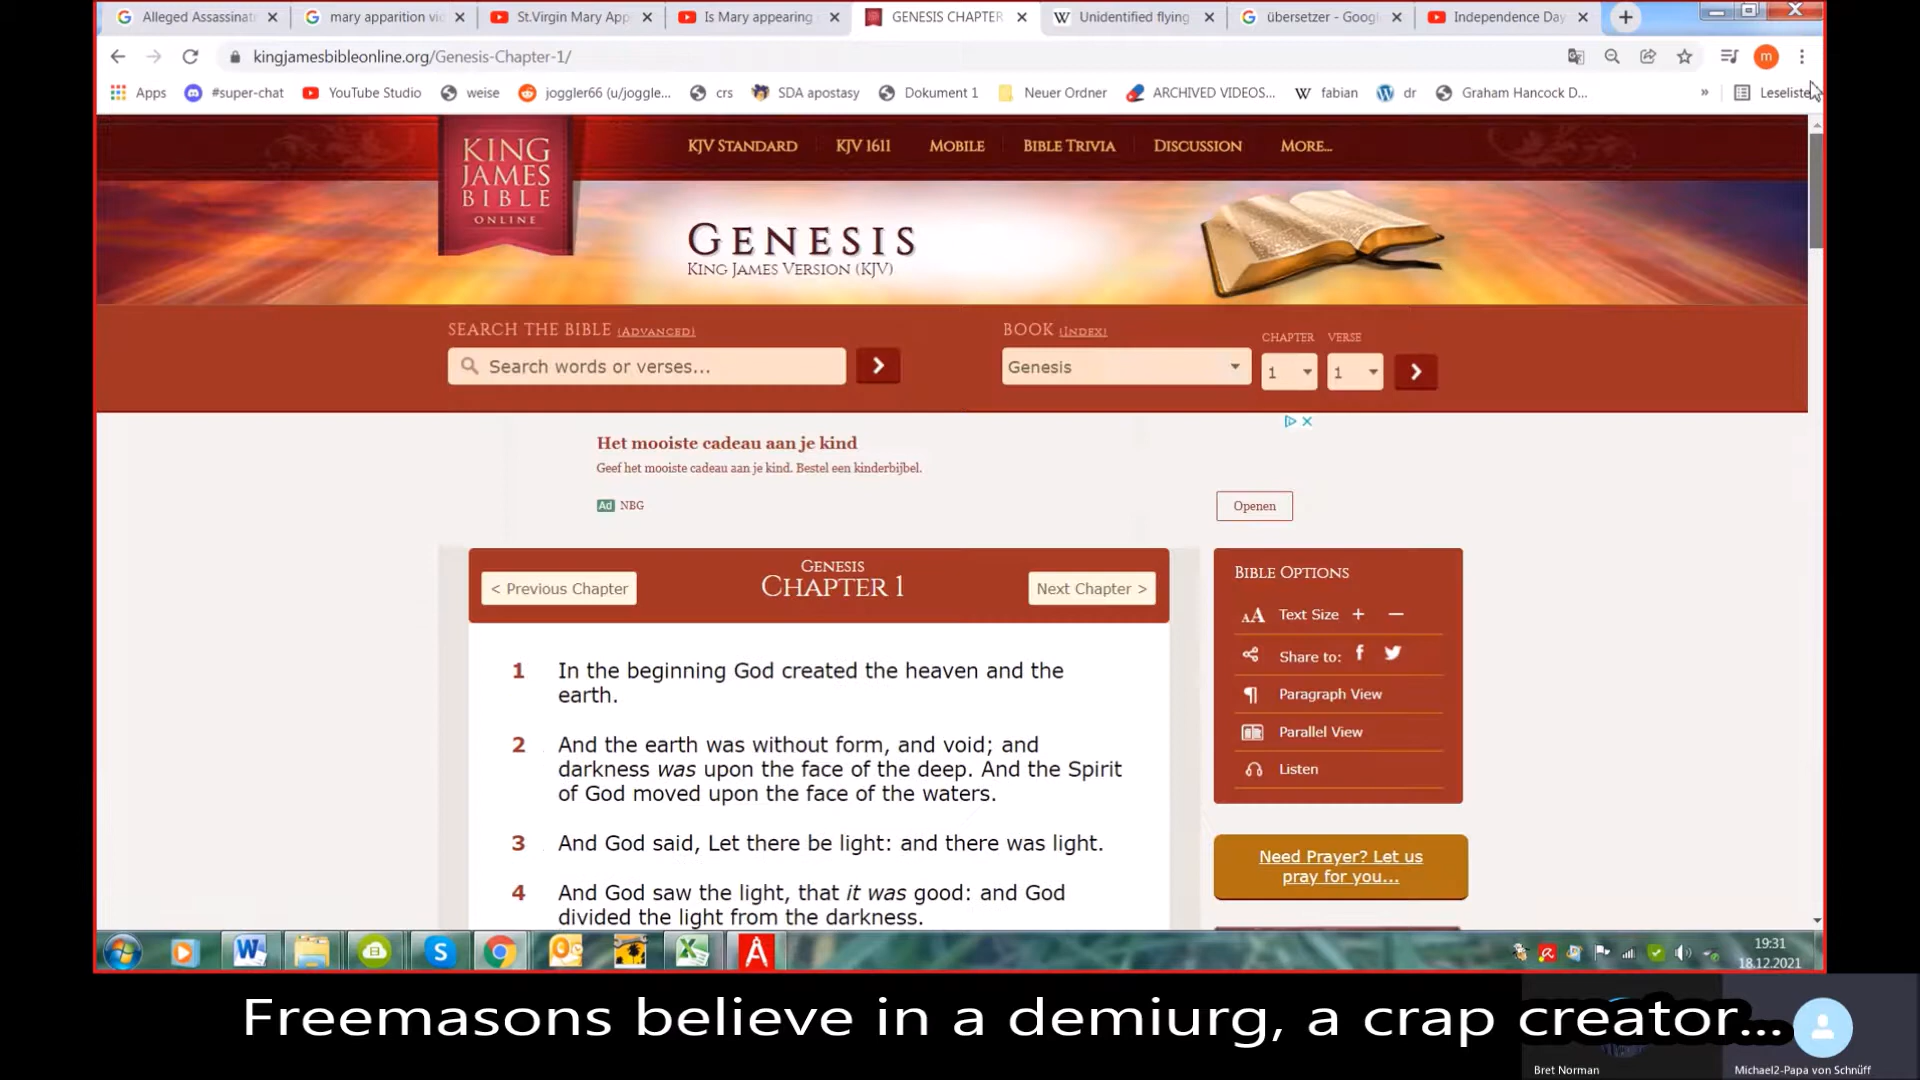 Alleged Assassinat
mary apparition vi
St.Virgin Mary App
Is Mary appearing
GENESIS CHAPTER
Unidentified flying
übersetzer - Goog
Independence Day
kingjamesbibleonline.org/Genesis-Chapter-1/
m
Apps
#super-chat
YouTube Studio
weise
joggler66 (u/joggle...
crs
SDA apostasy
Dokument 1
Neuer Ordner
ARCHIVED VIDEOS...
fabian
dr
Graham Hancock D...
»
Leseliste
KING
JAMES
BIBLE
ONLINE
KJV STANDARD
KJV 1611
MOBILE
BIBLE TRIVIA
DISCUSSION
MORE...
GENESIS
KING JAMES VERSION (KJV)
SEARCH THE BIBLE (ADVANCED)
Search words or verses...
BOOK (INDEX)
Genesis
CHAPTER
1
VERSE
1
Het mooiste cadeau aan je kind
Geef het mooiste cadeau aan je kind. Bestel een kinderbijbel.
Ad NBG
Openen
< Previous Chapter
GENESIS
CHAPTER 1
Next Chapter >
1 In the beginning God created the heaven and the
earth.
2 And the earth was without form, and void; and
darkness was upon the face of the deep. And the Spirit
of God moved upon the face of the waters.
3 And God said, Let there be light: and there was light.
4 And God saw the light, that it was good: and God
divided the light from the darkness.
BIBLE OPTIONS
Text Size + −
Share to:
Paragraph View
Parallel View
Listen
Need Prayer? Let us
pray for you...
19:31
18.12.2021
Freemasons believe in a demiurg, a crap creator...
Bret Norman
Michael2-Papa von Schnüff